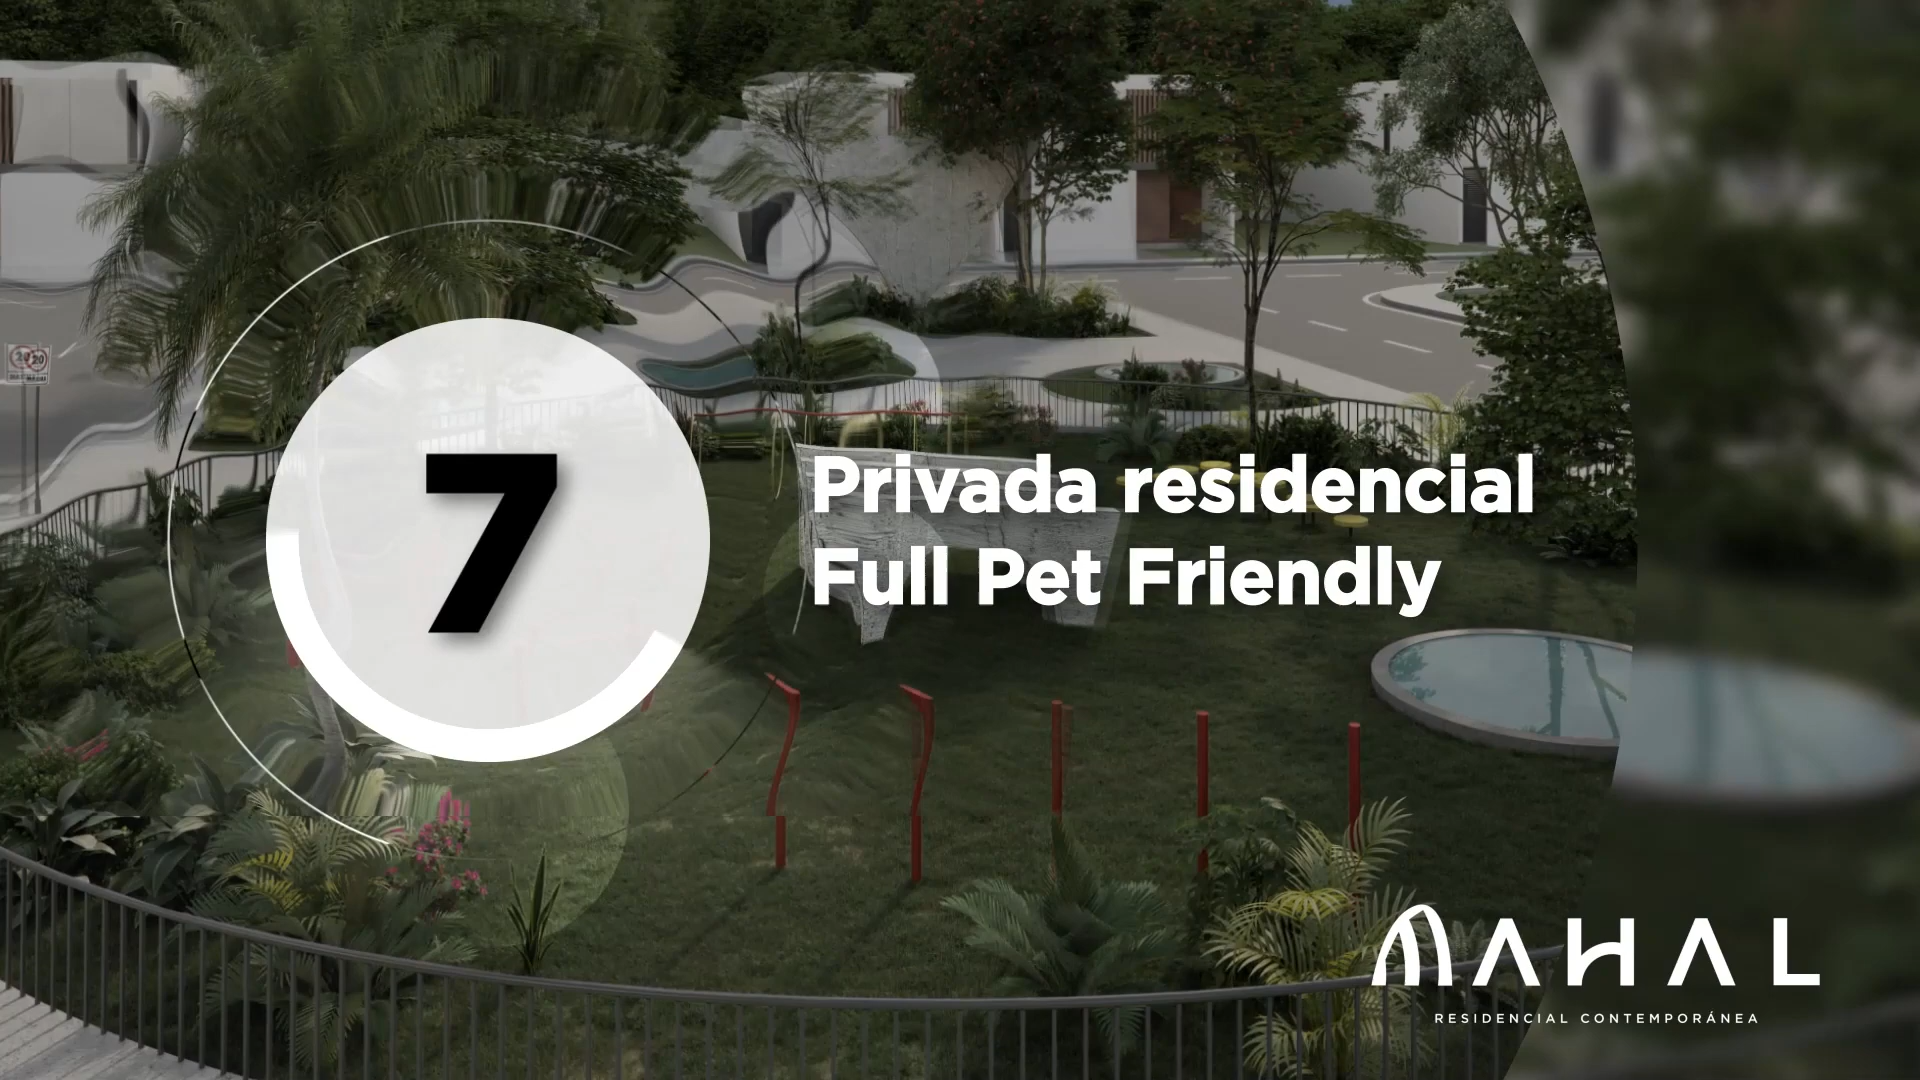 7
Privada residencial
Full Pet Friendly
MAHAL
RESIDENCIAL CONTEMPORÁNEA